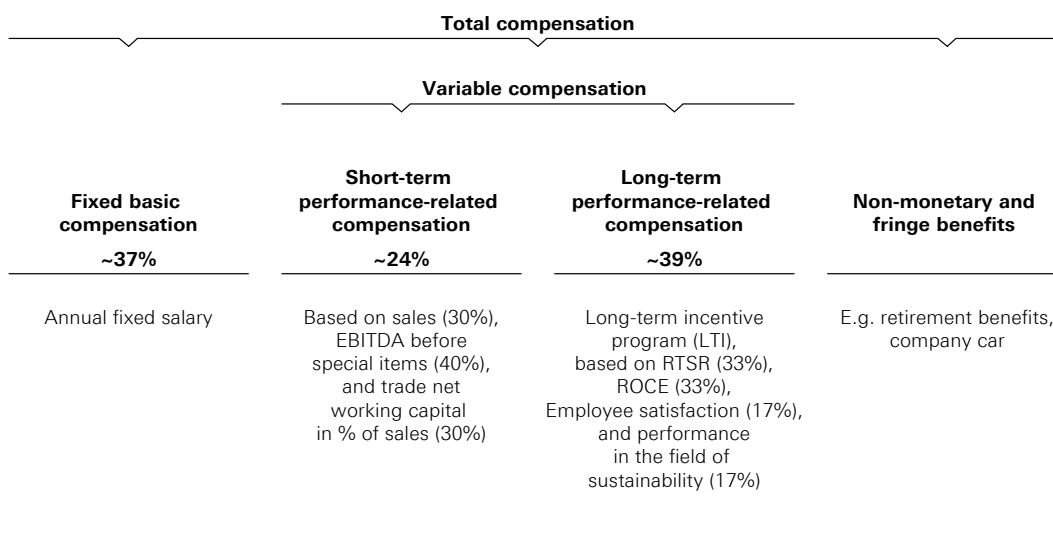 Total compensation
Variable compensation
Fixed basic
compensation
~37%
Annual fixed salary
Short-term
performance-related
compensation
~24%
Based on sales (30%),
EBITDA before
special items (40%),
and trade net
working capital
in % of sales (30%)
Long-term
performance-related
compensation
~39%
Long-term incentive
program (LTI),
based on RTSR (33%),
ROCE (33%),
Employee satisfaction (17%),
and performance
in the field of
sustainability (17%)
Non-monetary and
fringe benefits
E.g. retirement benefits,
company car